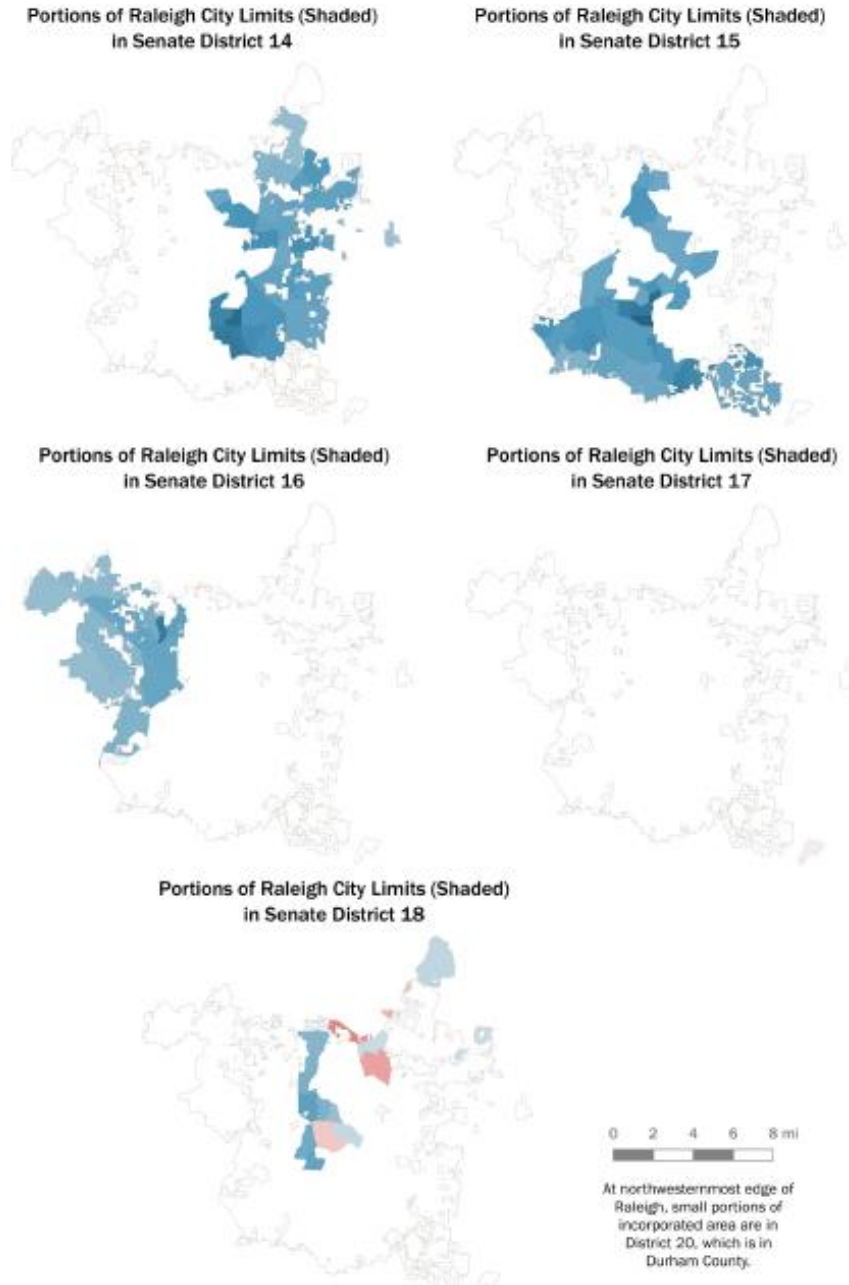 Portions of Raleigh City Limits (Shaded)
in Senate District 14
Portions of Raleigh City Limits (Shaded)
in Senate District 15
Portions of Raleigh City Limits (Shaded)
in Senate District 16
Portions of Raleigh City Limits (Shaded)
in Senate District 17
Portions of Raleigh City Limits (Shaded)
in Senate District 18
0 2 4 6 8 mi
At northwesternmost edge of
Raleigh, small portions of
incorporated area are in
District 20, which is in
Durham County.